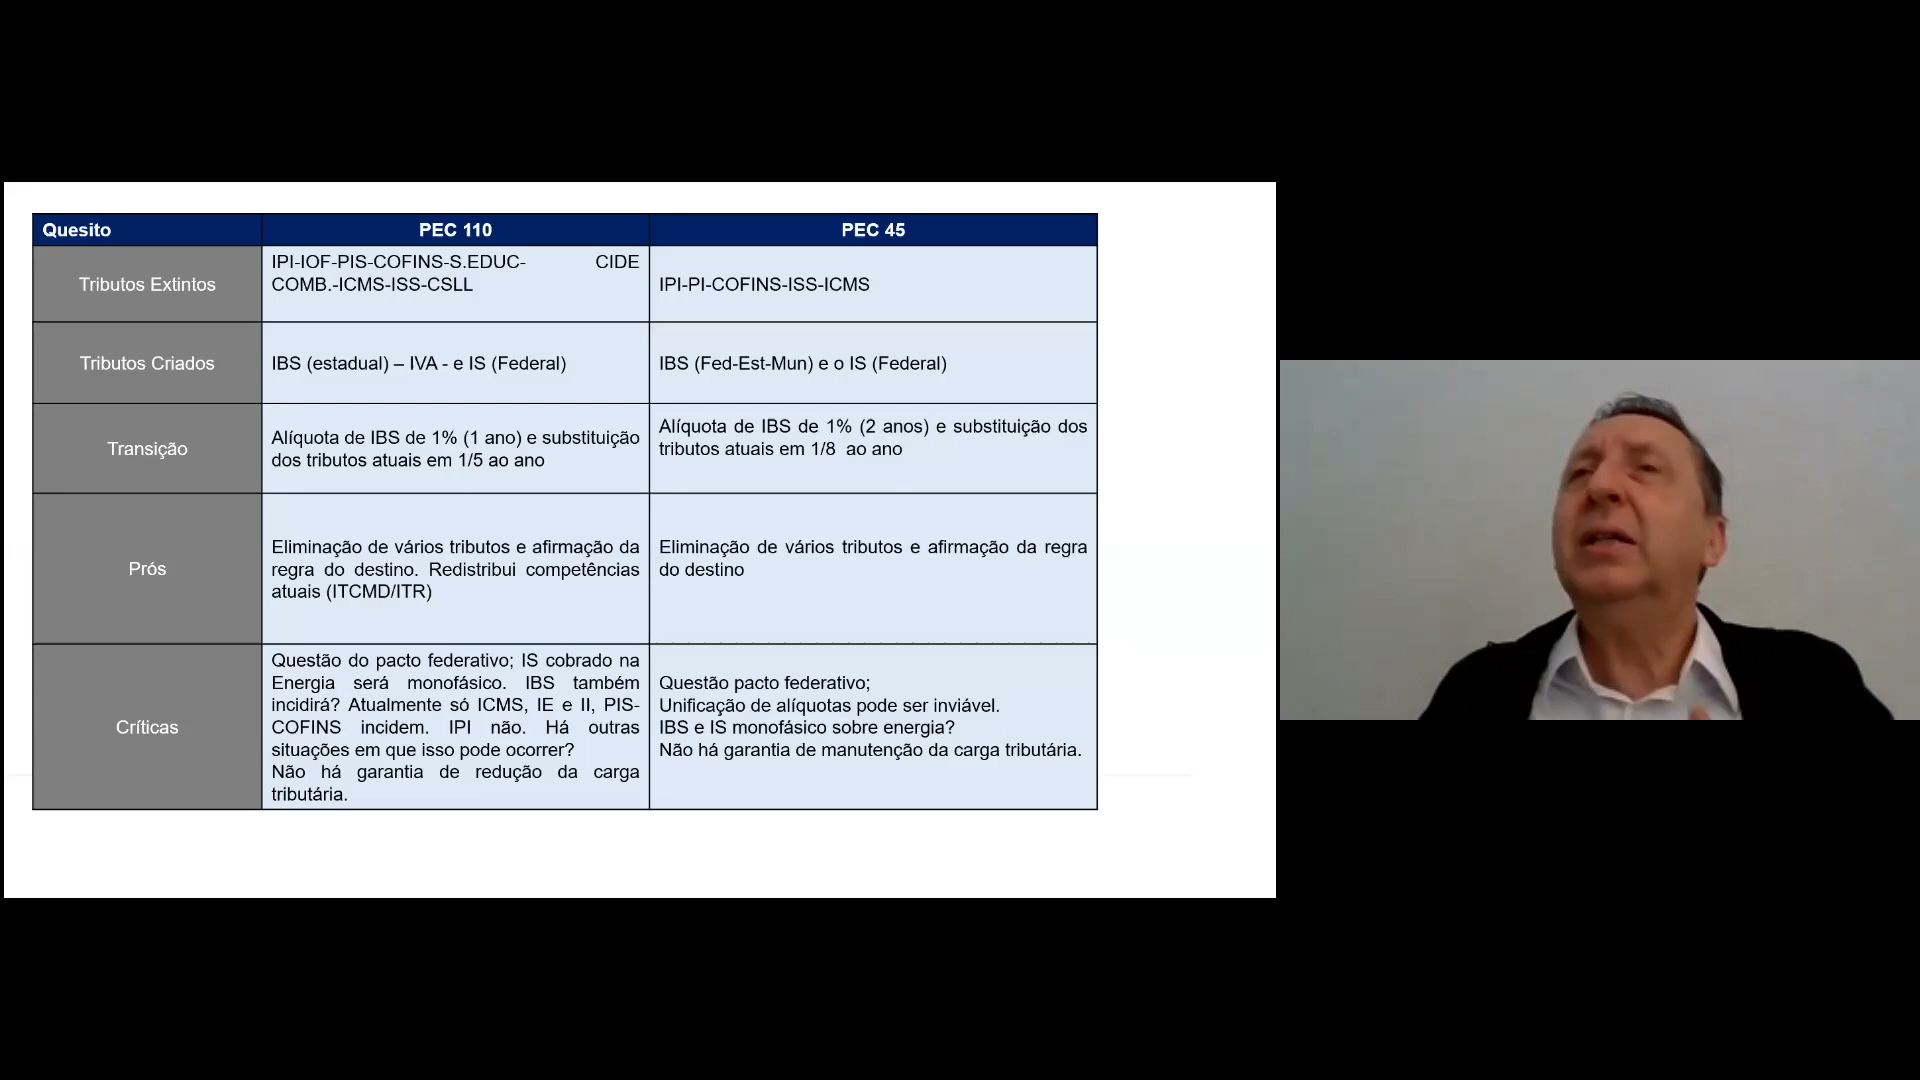 Quesito PEC 110 PEC 45
Tributos Extintos
IPI-IOF-PIS-COFINS-S.EDUC- CIDE
COMB.-ICMS-ISS-CSLL
IPI-PI-COFINS-ISS-ICMS
Tributos Criados
IBS (estadual) – IVA - e IS (Federal)
IBS (Fed-Est-Mun) e o IS (Federal)
Transição
Alíquota de IBS de 1% (1 ano) e substituição
dos tributos atuais em 1/5 ao ano
Alíquota de IBS de 1% (2 anos) e substituição dos
tributos atuais em 1/8 ao ano
Prós
Eliminação de vários tributos e afirmação da
regra do destino. Redistribui competências
atuais (ITCMD/ITR)
Eliminação de vários tributos e afirmação da regra
do destino
Críticas
Questão do pacto federativo; IS cobrado na
Energia será monofásico. IBS também
incidirá? Atualmente só ICMS, IE e II, PIS-
COFINS incidem. IPI não. Há outras
situações em que isso pode ocorrer?
Não há garantia de redução da carga
tributária.
Questão pacto federativo;
Unificação de alíquotas pode ser inviável.
IBS e IS monofásico sobre energia?
Não há garantia de manutenção da carga tributária.